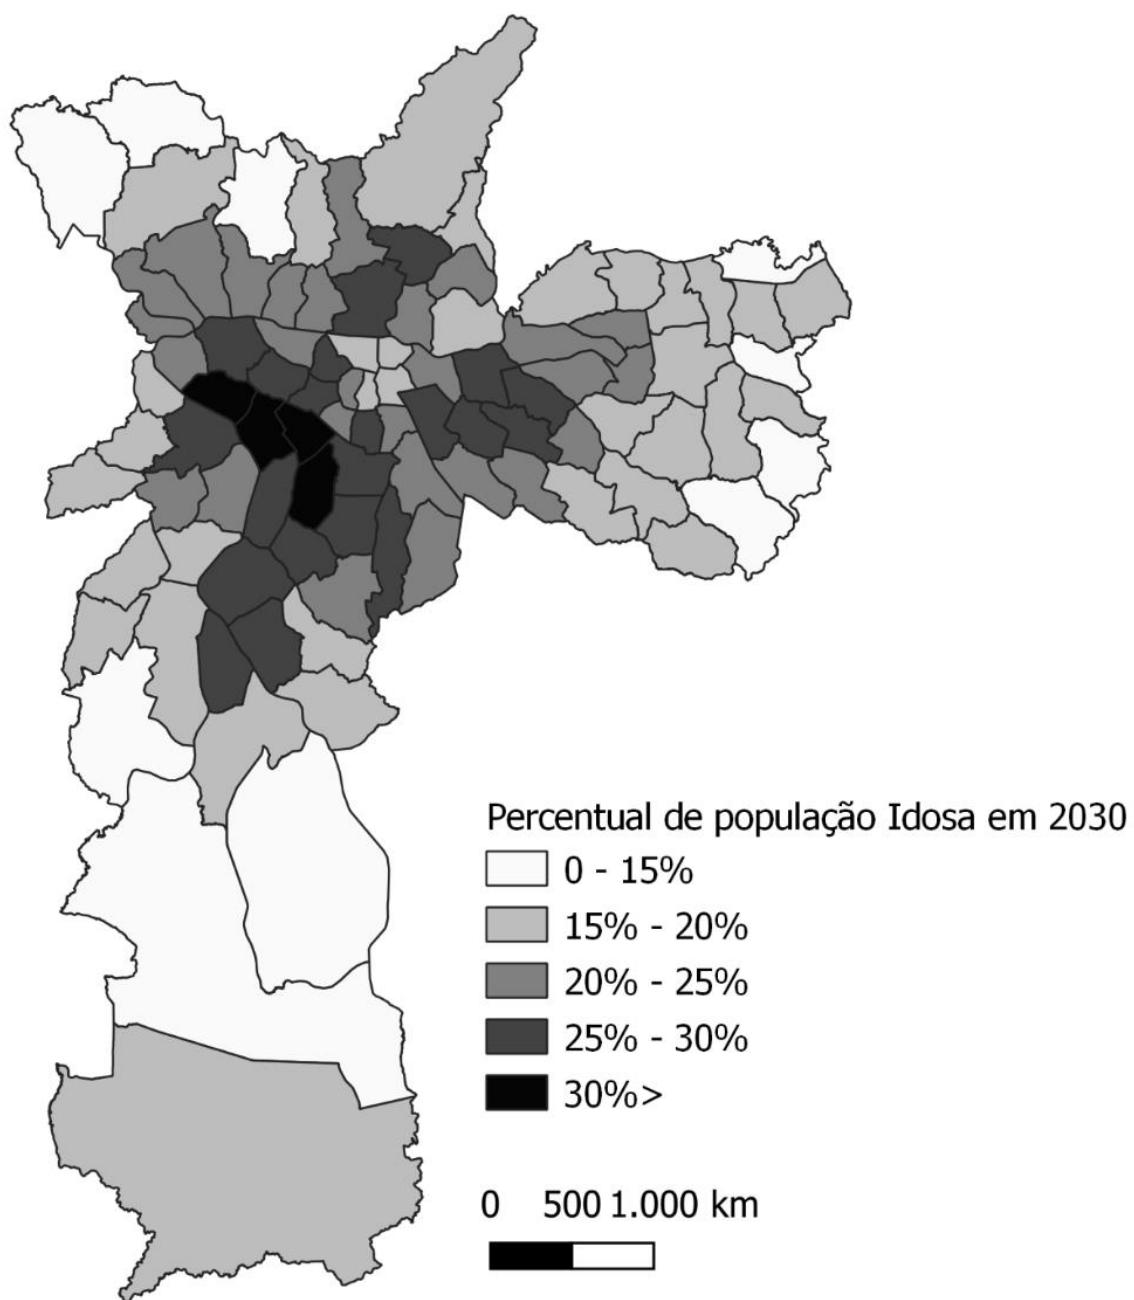 Percentual de população Idosa em 2030
0 - 15%
15% - 20%
20% - 25%
25% - 30%
30%>
0 500 1.000 km